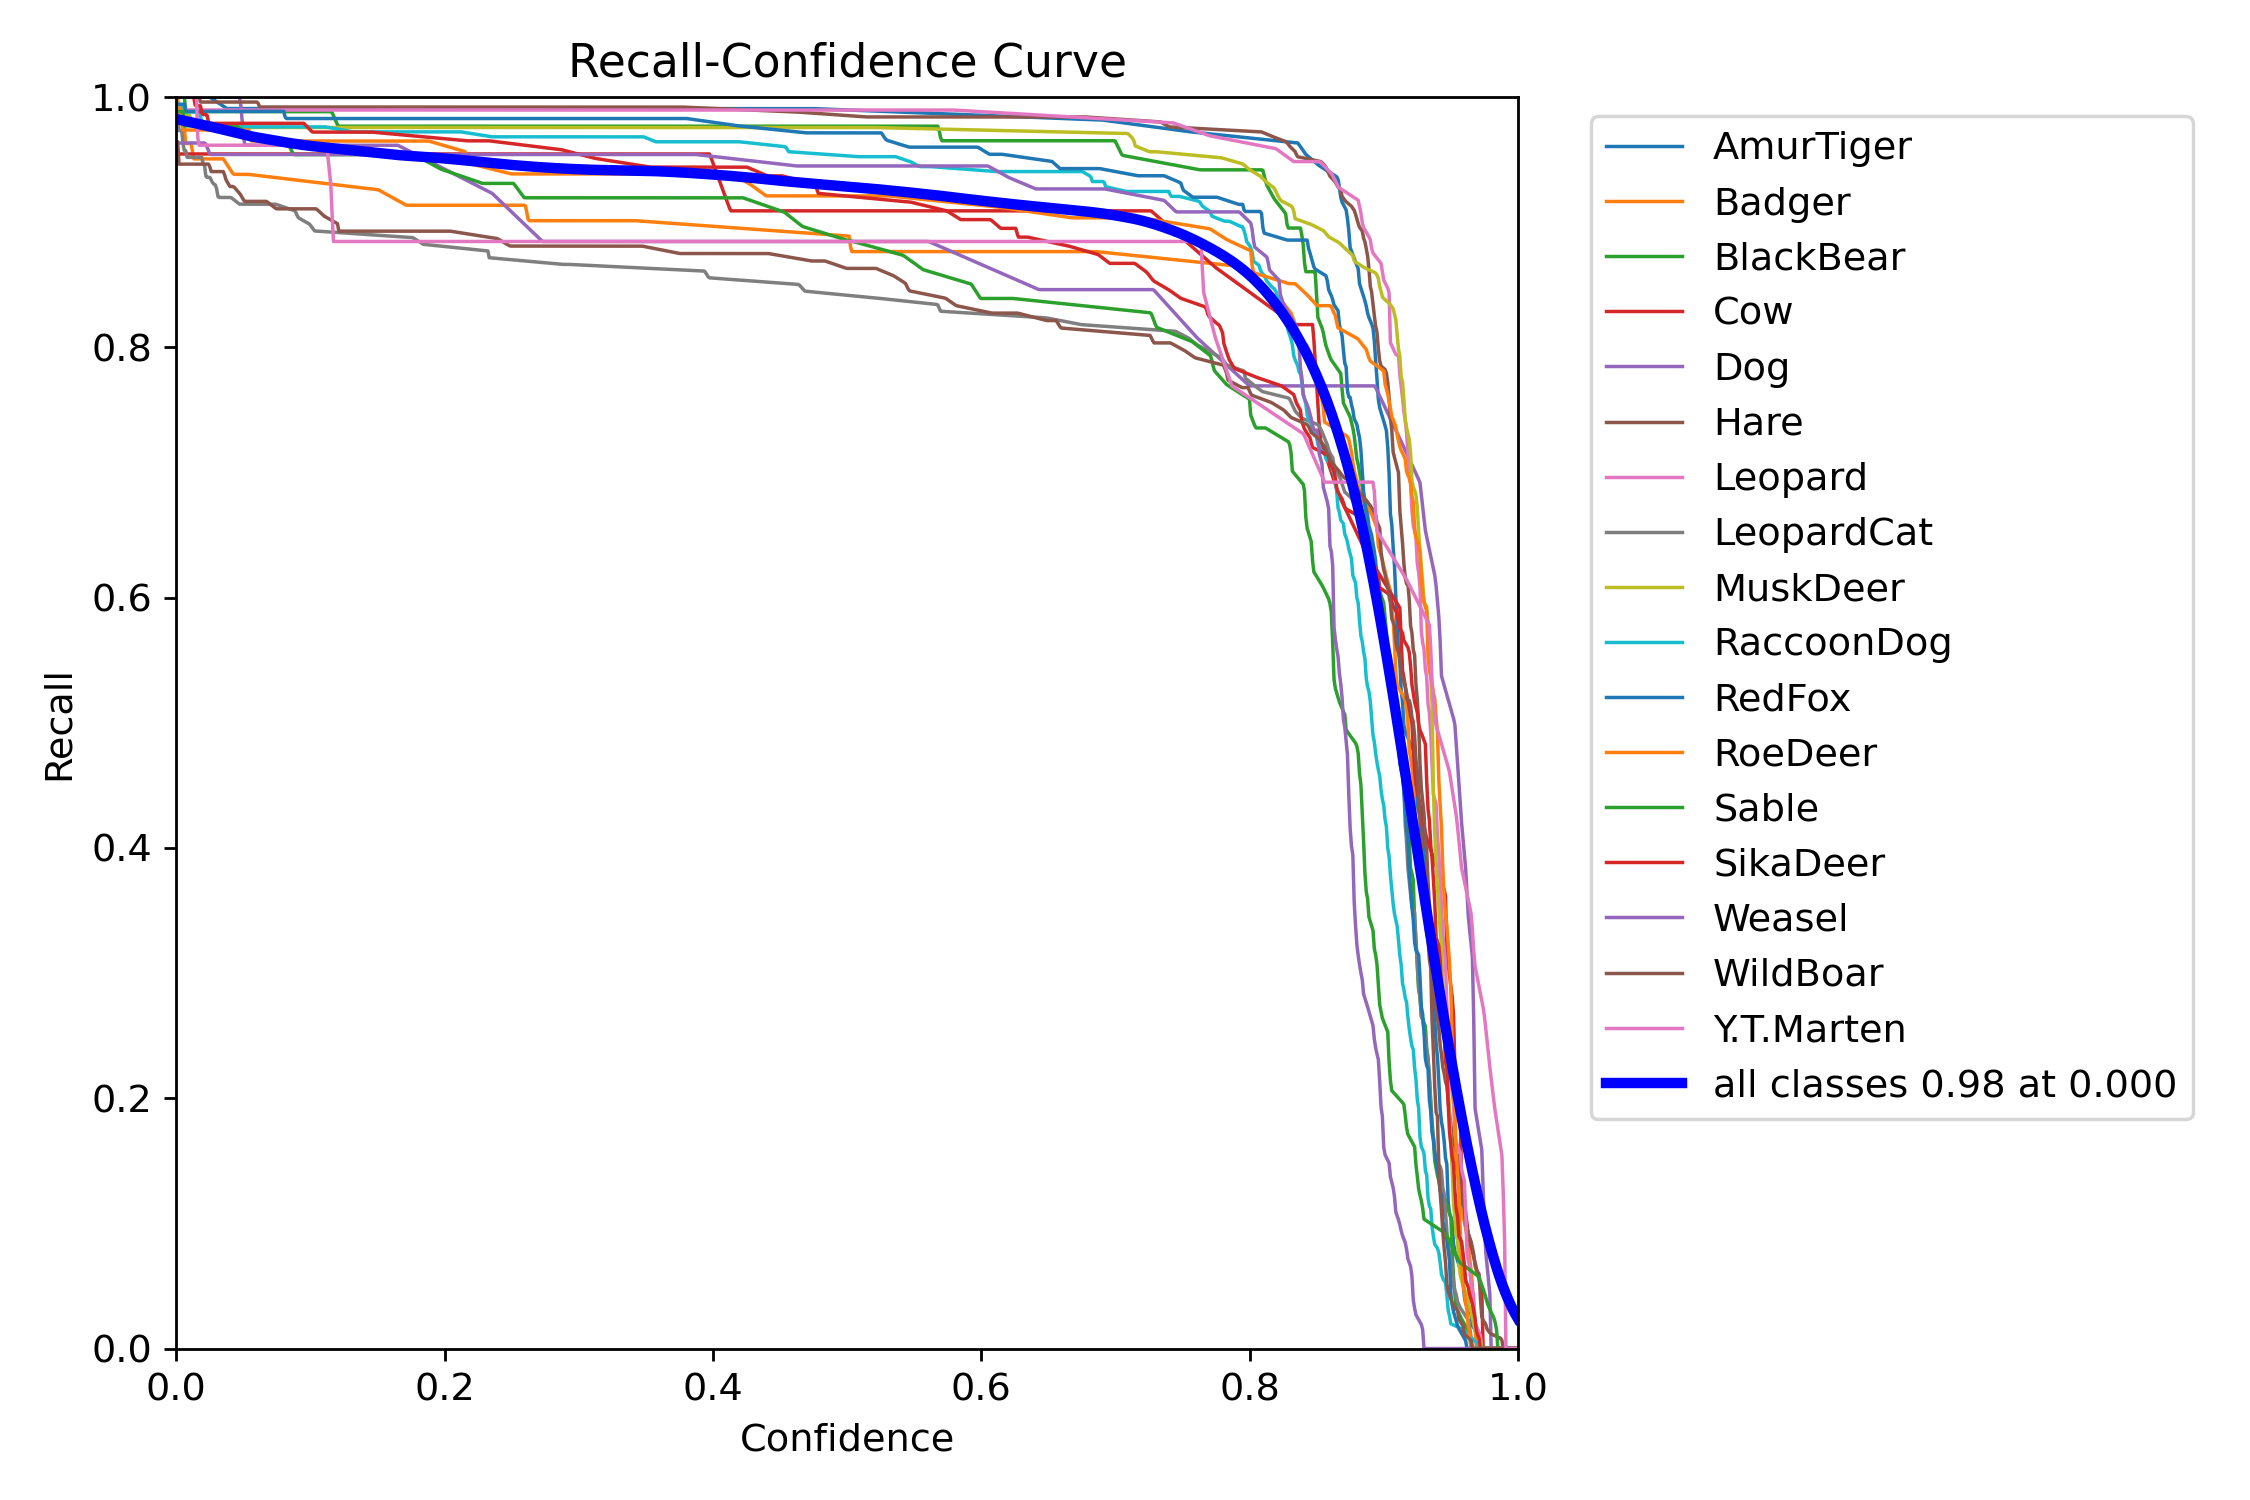 Recall-Confidence Curve
1.0
0.8
0.6
0.4
0.2
0.0
Recall
0.0 0.2 0.4 0.6 0.8 1.0
Confidence
AmurTiger
Badger
BlackBear
Cow
Dog
Hare
Leopard
LeopardCat
MuskDeer
RaccoonDog
RedFox
RoeDeer
Sable
SikaDeer
Weasel
WildBoar
Y.T.Marten
all classes 0.98 at 0.000